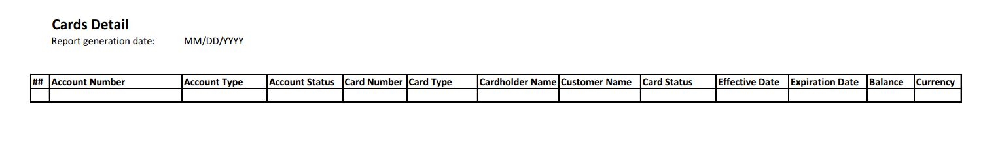 Cards Detail
Report generation date: MM/DD/YYYY
## Account Number Account Type Account Status Card Number Card Type Cardholder Name Customer Name Card Status Effective Date Expiration Date Balance Currency